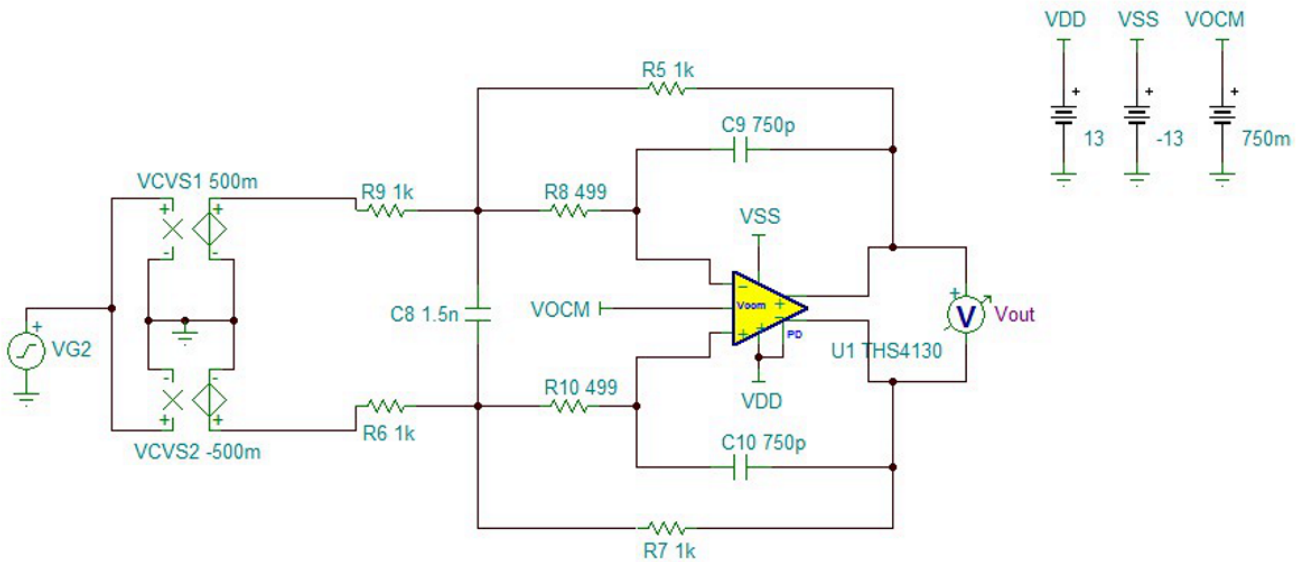 VDD VSS VOCM
+ + +
13 -13 750m
R5 1k
C9 750p
VCVS1 500m
+ +
- -
R9 1k
R8 499
VSS
VG2
+
C8 1.5n
VOCM
Vocm
- +
+ -
+
PD
U1 THS4130
+
V
Vout
- -
+ +
VCVS2 -500m
R6 1k
R10 499
VDD
C10 750p
R7 1k